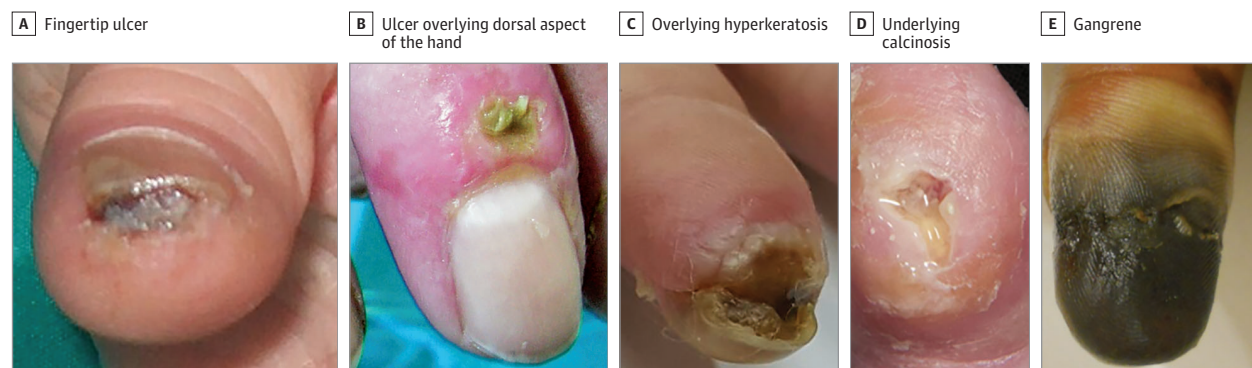 A Fingertip ulcer
B Ulcer overlying dorsal aspect
of the hand
C Overlying hyperkeratosis
D Underlying
calcinosis
E Gangrene